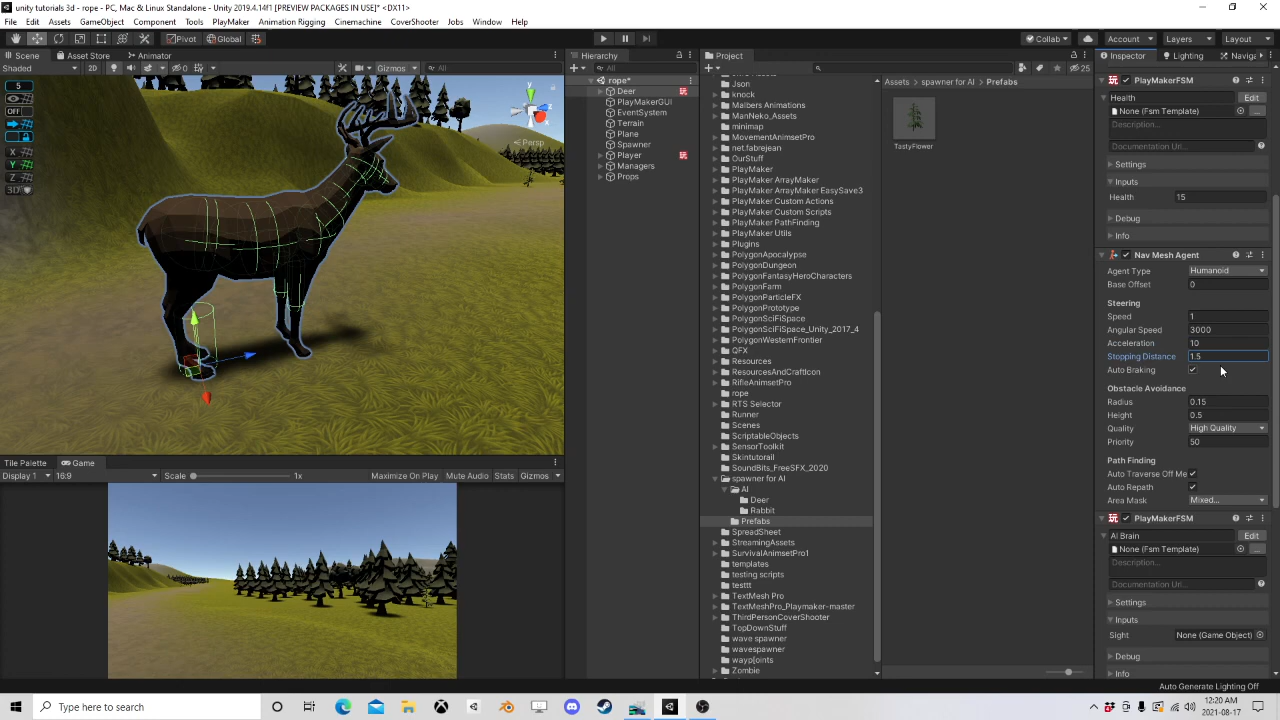 unity tutorials 3d - rope - PC, Mac & Linux Standalone - Unity 2019.4.14f1 [PREVIEW PACKAGES IN USE]* <DX11>
File Edit Assets GameObject Component Tools PlayMaker Animation Rigging Cinemachine CoverShooter Jobs Window Help
Pivot Global Collab Account Layers Layout
Scene Asset Store Animator
Shaded 2D 0 Gizmos All
5
OFF
X
Y
Z
3D
y
Persp
Tile Palette Game
Display 1 16:9 Scale 1x Maximize On Play Mute Audio Stats Gizmos
Hierarchy
All
rope*
Deer
PlayMakerGUI
EventSystem
Terrain
Plane
Spawner
Player
Managers
Props
Project
25
Json
knock
Malbers Animations
ManNeko_Assets
minimap
MovementAnimsetPro
net.fabrejean
OurStuff
PlayMaker
PlayMaker ArrayMaker
PlayMaker ArrayMaker EasySave3
PlayMaker Custom Actions
PlayMaker Custom Scripts
PlayMaker PathFinding
PlayMaker Utils
Plugins
PolygonApocalypse
PolygonDungeon
PolygonFantasyHeroCharacters
PolygonFarm
PolygonParticleFX
PolygonPrototype
PolygonSciFiSpace
PolygonSciFiSpace_Unity_2017_4
PolygonWesternFrontier
QFX
Resources
ResourcesAndCraftIcon
RifleAnimsetPro
rope
RTS Selector
Runner
Scenes
ScriptableObjects
SensorToolkit
Skintutorail
SoundBits_FreeSFX_2020
spawner for AI
AI
Deer
Rabbit
Prefabs
SpreadSheet
StreamingAssets
SurvivalAnimsetPro1
templates
testing scripts
testtt
TextMesh Pro
TextMeshPro_Playmaker-master
ThirdPersonCoverShooter
TopDownStuff
wave spawner
wavespawner
wayp[oints
Zombie
Assets > spawner for AI > Prefabs
TastyFlower
Inspector Lighting Naviga
PlayMakerFSM
Health Edit
None (Fsm Template) ...
Description...
Documentation Url...
Settings
Inputs
Health 15
Debug
Info
Nav Mesh Agent
Agent Type Humanoid
Base Offset 0
Steering
Speed 1
Angular Speed 3000
Acceleration 10
Stopping Distance 1.5
Auto Braking
Obstacle Avoidance
Radius 0.15
Height 0.5
Quality High Quality
Priority 50
Path Finding
Auto Traverse Off Me
Auto Repath
Area Mask Mixed...
PlayMakerFSM
AI Brain Edit
None (Fsm Template) ...
Description...
Documentation Url...
Settings
Inputs
Sight None (Game Object)
Debug
Info
Auto Generate Lighting Off
Type here to search
12:20 AM
2021-08-17